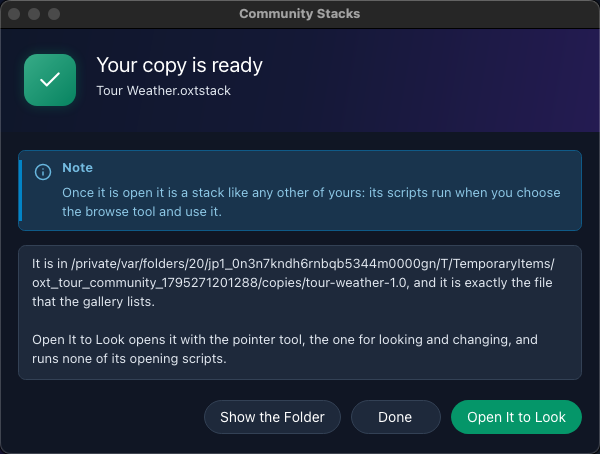 Community Stacks
Your copy is ready
Tour Weather.oxtstack
Note
Once it is open it is a stack like any other of yours: its scripts run when you choose
the browse tool and use it.
It is in /private/var/folders/20/jp1_0n3n7kndh6rnbqb5344m0000gn/T/TemporaryItems/
oxt_tour_community_1795271201288/copies/tour-weather-1.0, and it is exactly the file
that the gallery lists.
Open It to Look opens it with the pointer tool, the one for looking and changing, and
runs none of its opening scripts.
Show the Folder
Done
Open It to Look